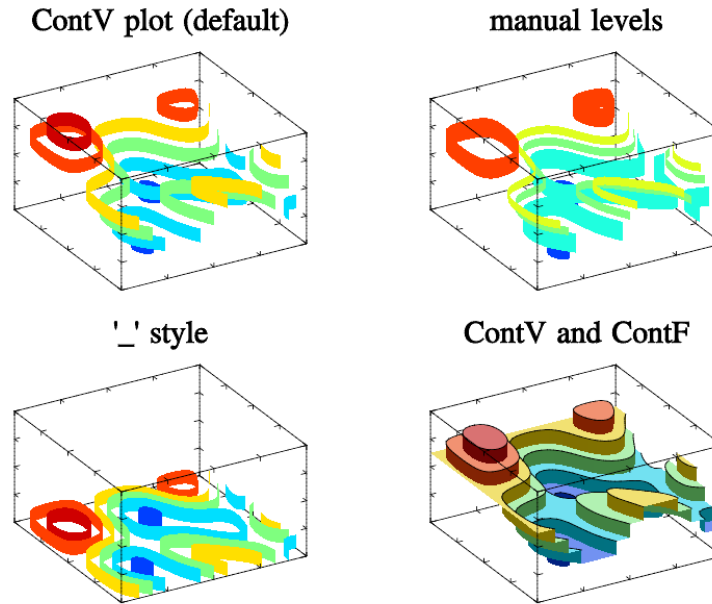 ContV plot (default)
manual levels
'_' style
ContV and ContF